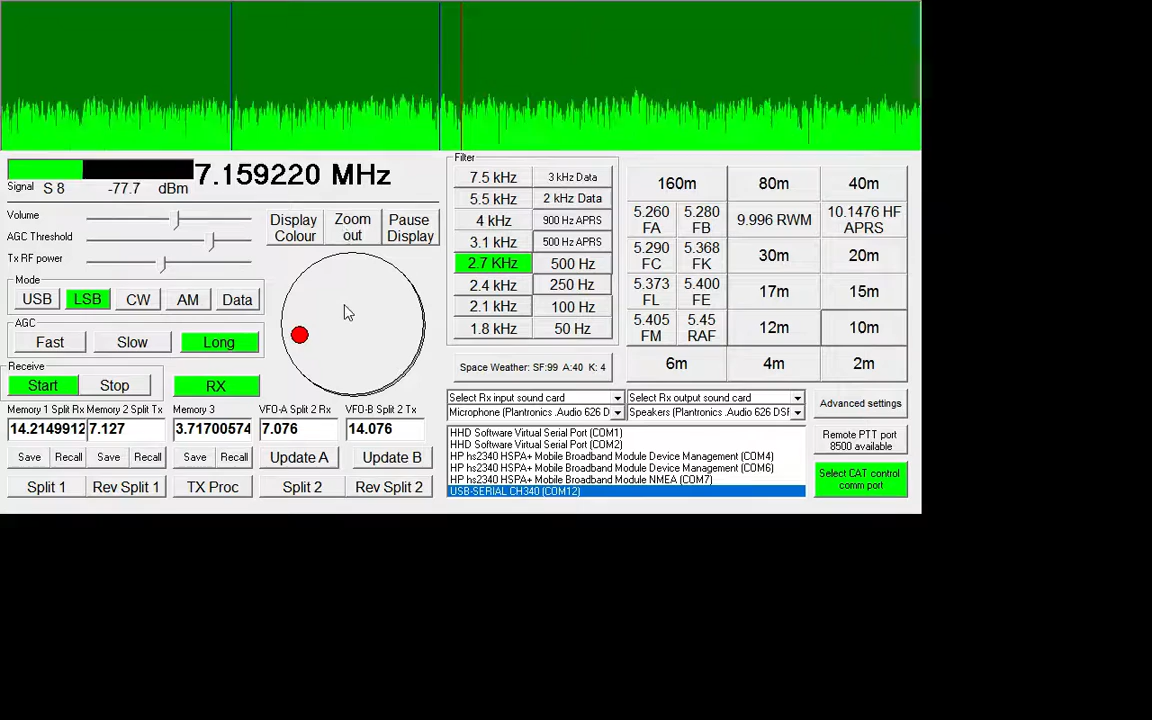 7.159220 MHz
Signal S 8 -77.7 dBm
Volume
AGC Threshold
Tx RF power
Display Colour
Zoom out
Pause Display
Mode
USB LSB CW AM Data
AGC
Fast Slow Long
Receive
Start Stop RX
Memory 1 Split Rx Memory 2 Split Tx Memory 3 VFO-A Split 2 Rx VFO-B Split 2 Tx
14.2149912 7.127 3.71700574 7.076 14.076
Save Recall Save Recall Save Recall Update A Update B
Split 1 Rev Split 1 TX Proc Split 2 Rev Split 2
Filter
7.5 kHz 3 kHz Data
5.5 kHz 2 kHz Data
4 kHz 900 Hz APRS
3.1 kHz 500 Hz APRS
2.7 KHz 500 Hz
2.4 kHz 250 Hz
2.1 kHz 100 Hz
1.8 kHz 50 Hz
Space Weather: SF:99 A:40 K: 4
160m 80m 40m
5.260 FA 5.280 FB 9.996 RWM 10.1476 HF APRS
5.290 FC 5.368 FK 30m 20m
5.373 FL 5.400 FE 17m 15m
5.405 FM 5.45 RAF 12m 10m
6m 4m 2m
Select Rx input sound card Select Rx output sound card
Microphone (Plantronics .Audio 626 D Speakers (Plantronics .Audio 626 DSF
HHD Software Virtual Serial Port (COM1)
HHD Software Virtual Serial Port (COM2)
HP hs2340 HSPA+ Mobile Broadband Module Device Management (COM4)
HP hs2340 HSPA+ Mobile Broadband Module Device Management (COM6)
HP hs2340 HSPA+ Mobile Broadband Module NMEA (COM7)
USB-SERIAL CH340 (COM12)
Advanced settings
Remote PTT port
8500 available
Select CAT control
comm port